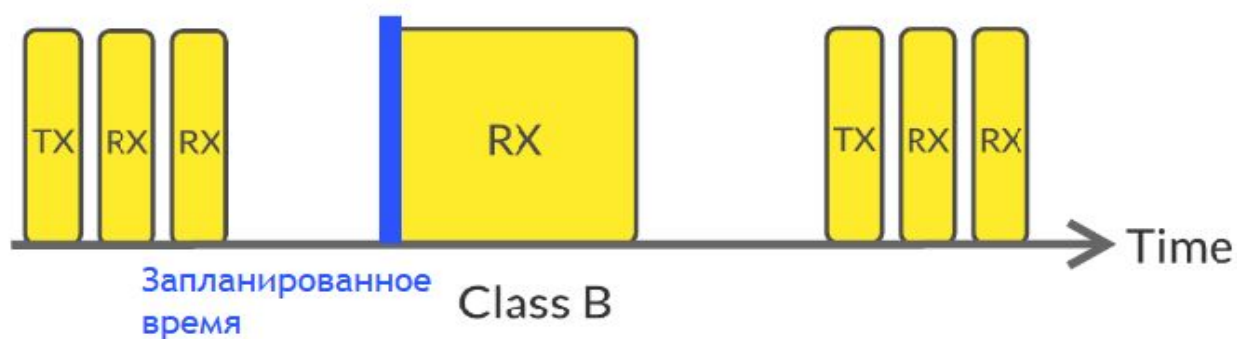 TX RX RX RX TX RX RX
Time
Запланированное
время
Class B